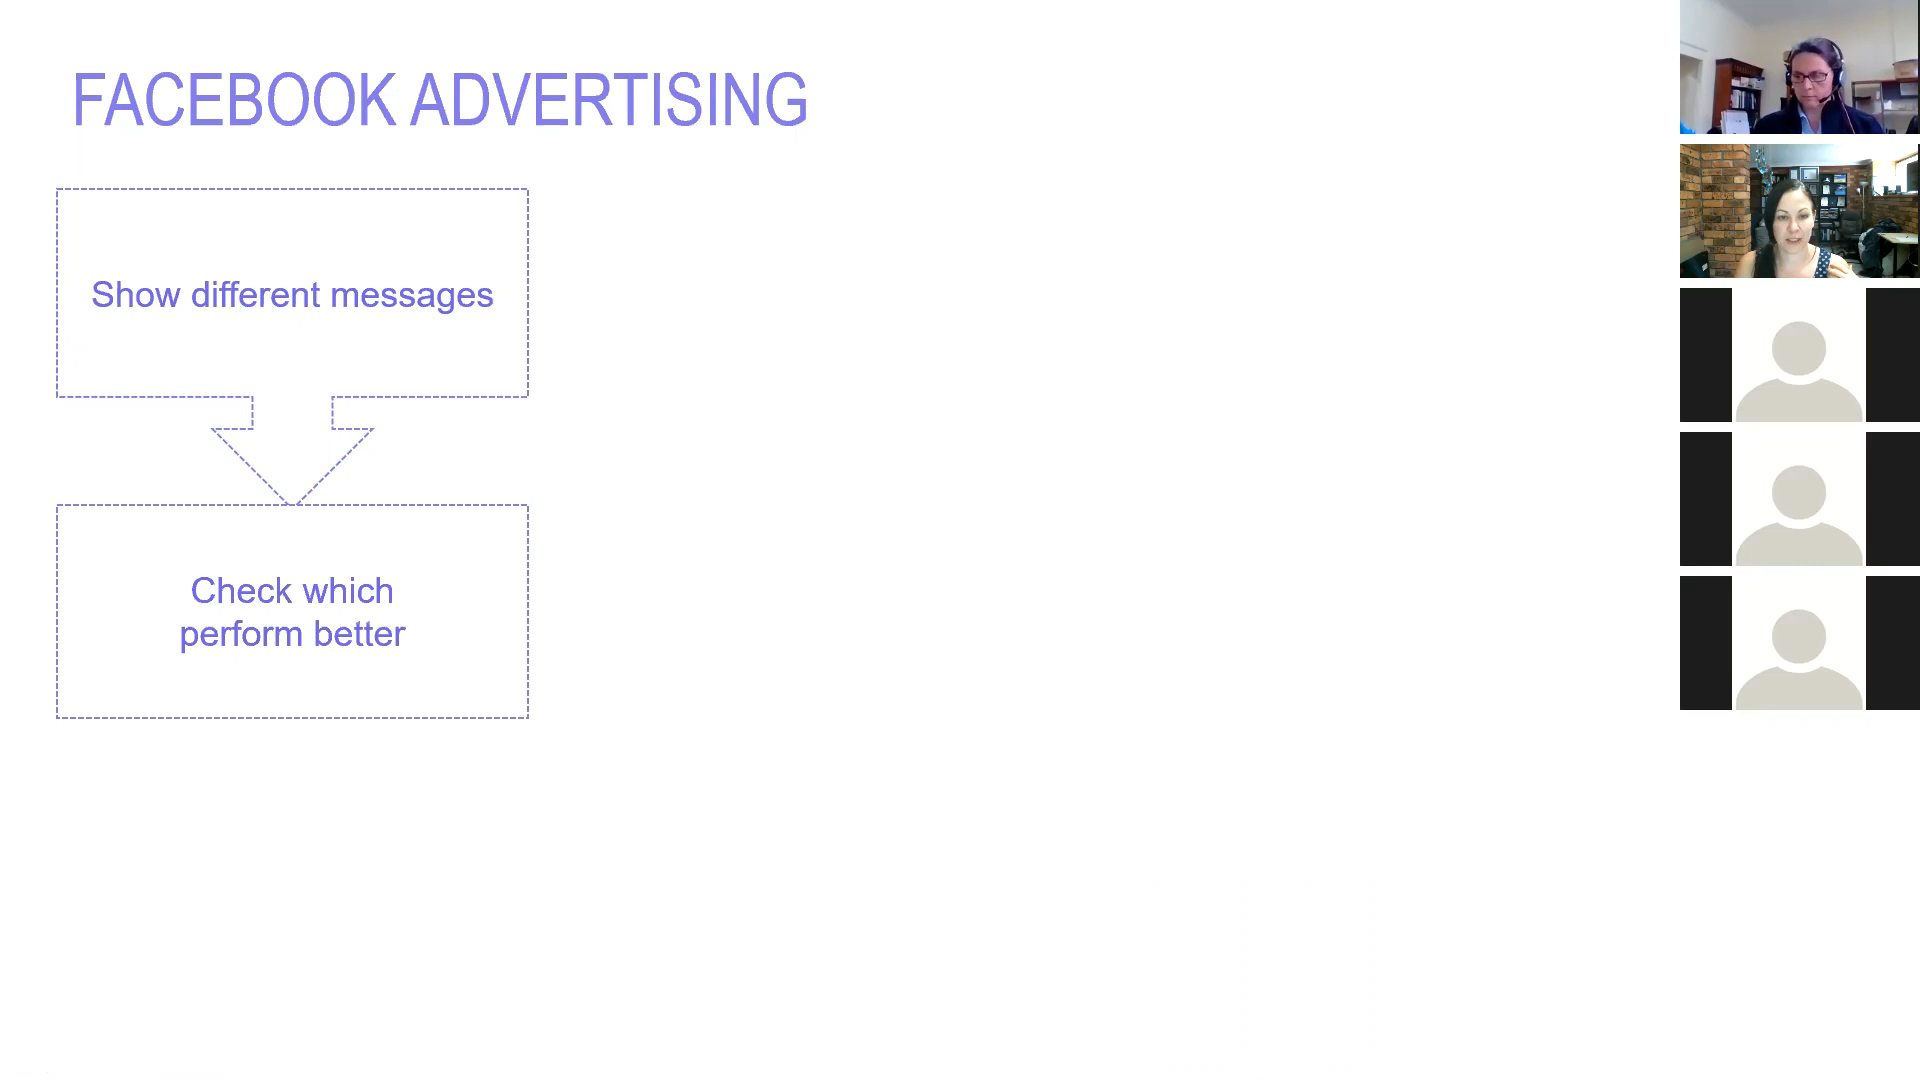 FACEBOOK ADVERTISING
Show different messages
Check which
perform better